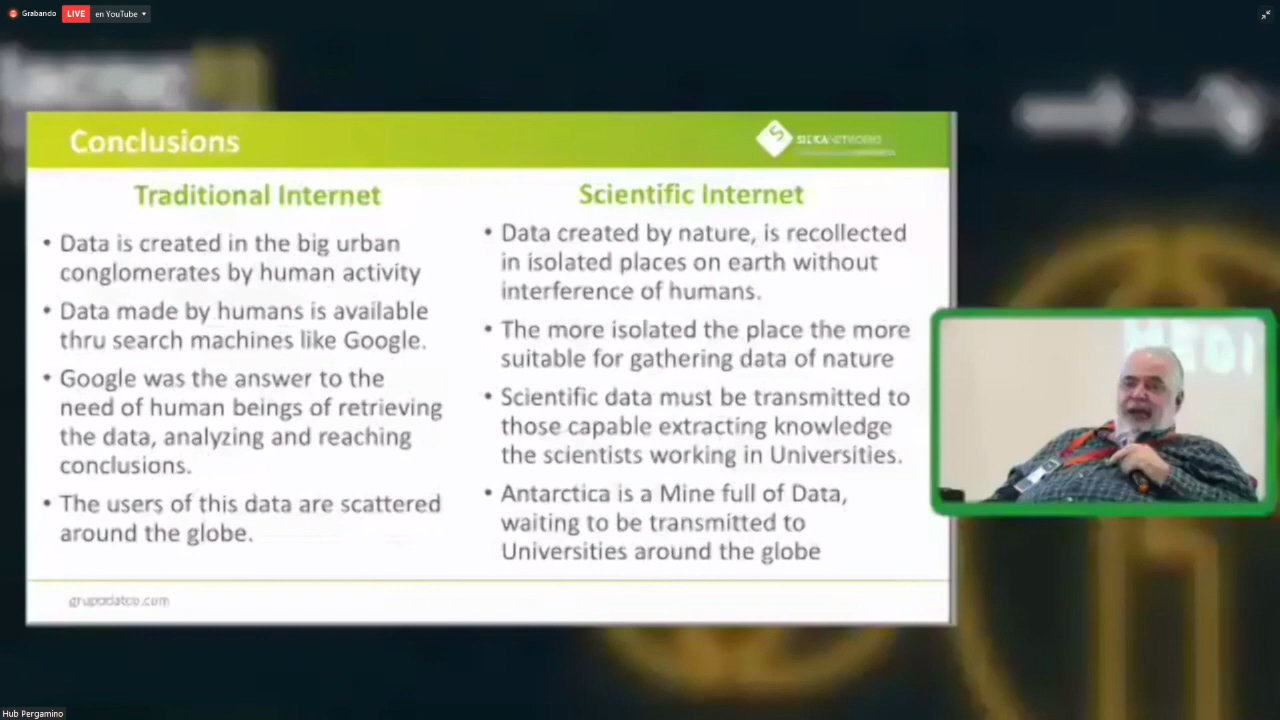 Grabando
LIVE
en YouTube
Conclusions
SILICANETWORKS
Traditional Internet
• Data is created in the big urban
conglomerates by human activity
• Data made by humans is available
thru search machines like Google.
• Google was the answer to the
need of human beings of retrieving
the data, analyzing and reaching
conclusions.
• The users of this data are scattered
around the globe.
Scientific Internet
• Data created by nature, is recollected
in isolated places on earth without
interference of humans.
• The more isolated the place the more
suitable for gathering data of nature
• Scientific data must be transmitted to
those capable extracting knowledge
the scientists working in Universities.
• Antarctica is a Mine full of Data,
waiting to be transmitted to
Universities around the globe
grupodatco.com
Hub Pergamino